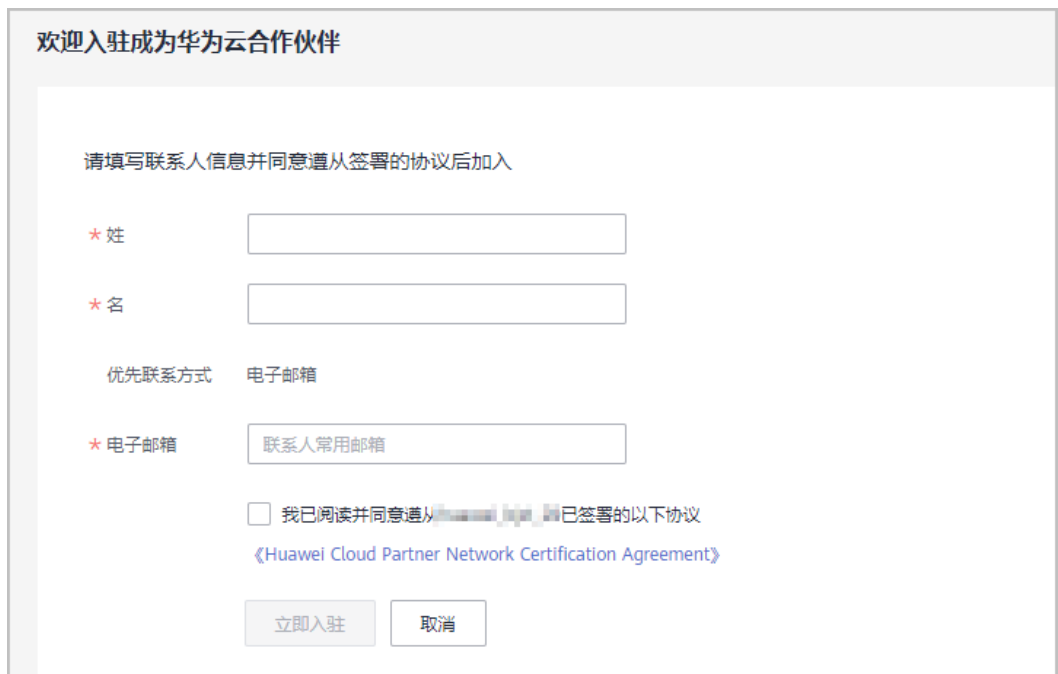 欢迎入驻成为华为云合作伙伴
请填写联系人信息并同意遵从签署的协议后加入
* 姓
* 名
优先联系方式 电子邮箱
* 电子邮箱 联系人常用邮箱
我已阅读并同意遵从 已签署的以下协议
《Huawei Cloud Partner Network Certification Agreement》
立即入驻 取消